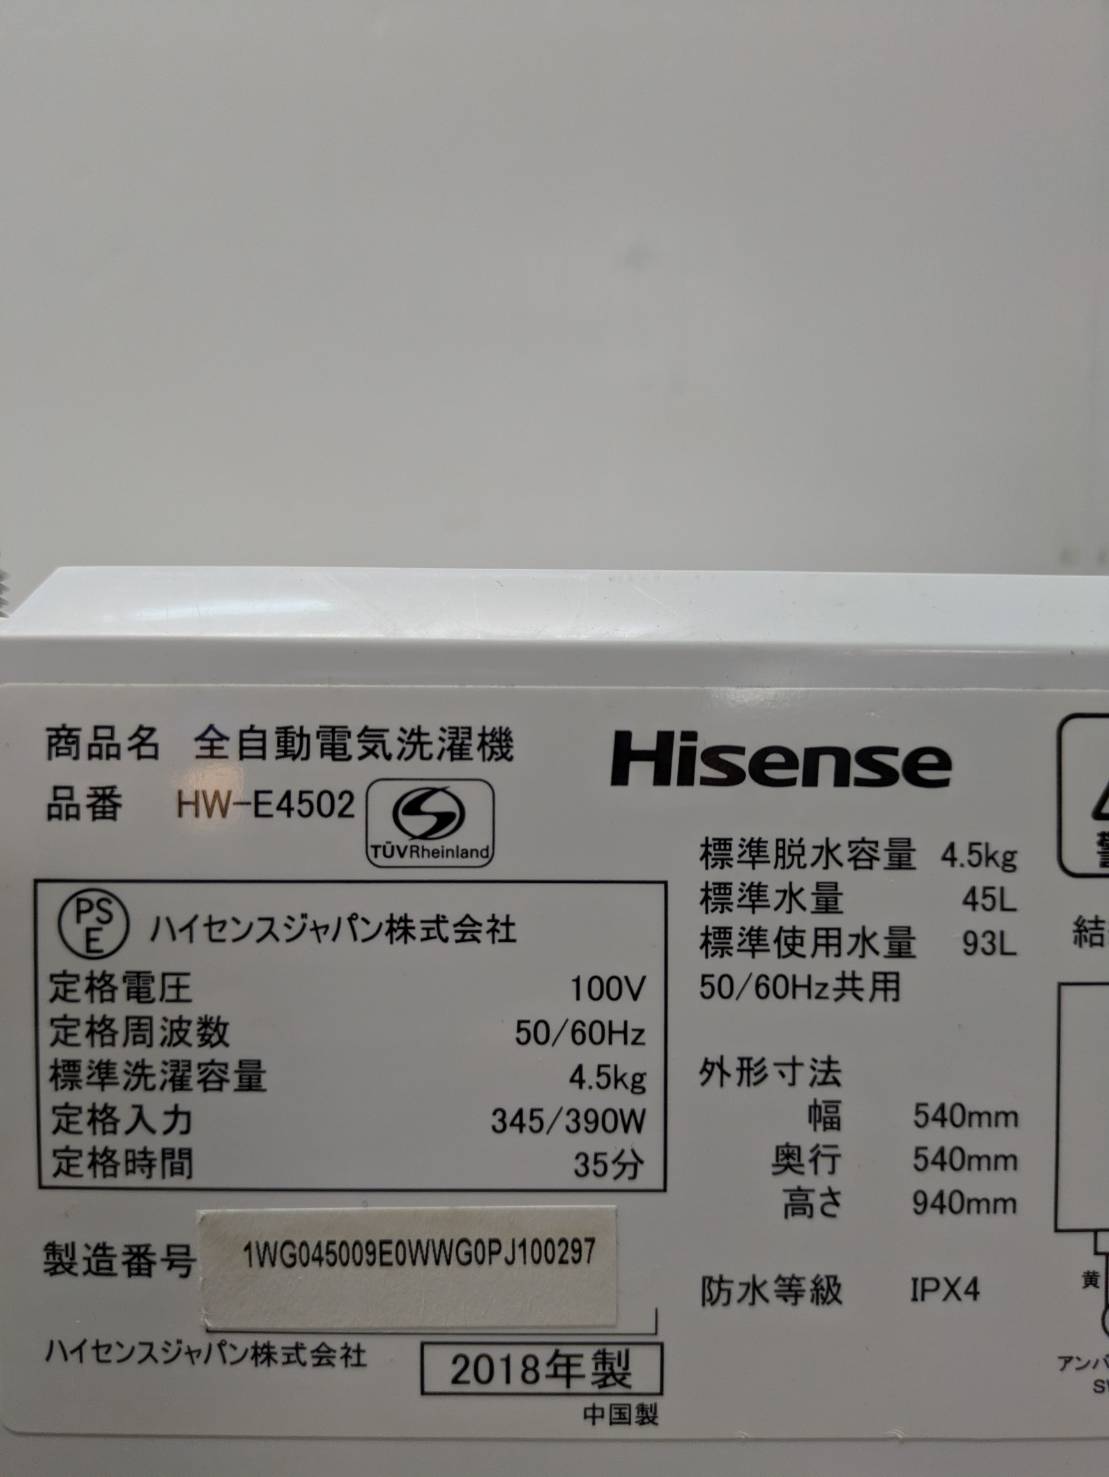 商品名 全自動電気洗濯機
品番 HW-E4502
TÜVRheinland
Hisense
PSE ハイセンスジャパン株式会社
定格電圧 100V
定格周波数 50/60Hz
標準洗濯容量 4.5kg
定格入力 345/390W
定格時間 35分
製造番号 1WG045009E0WWG0PJ100297
ハイセンスジャパン株式会社
2018年製
中国製
標準脱水容量 4.5kg
標準水量 45L
標準使用水量 93L
50/60Hz共用
外形寸法
幅 540mm
奥行 540mm
高さ 940mm
防水等級 IPX4
結
黄
アンバ